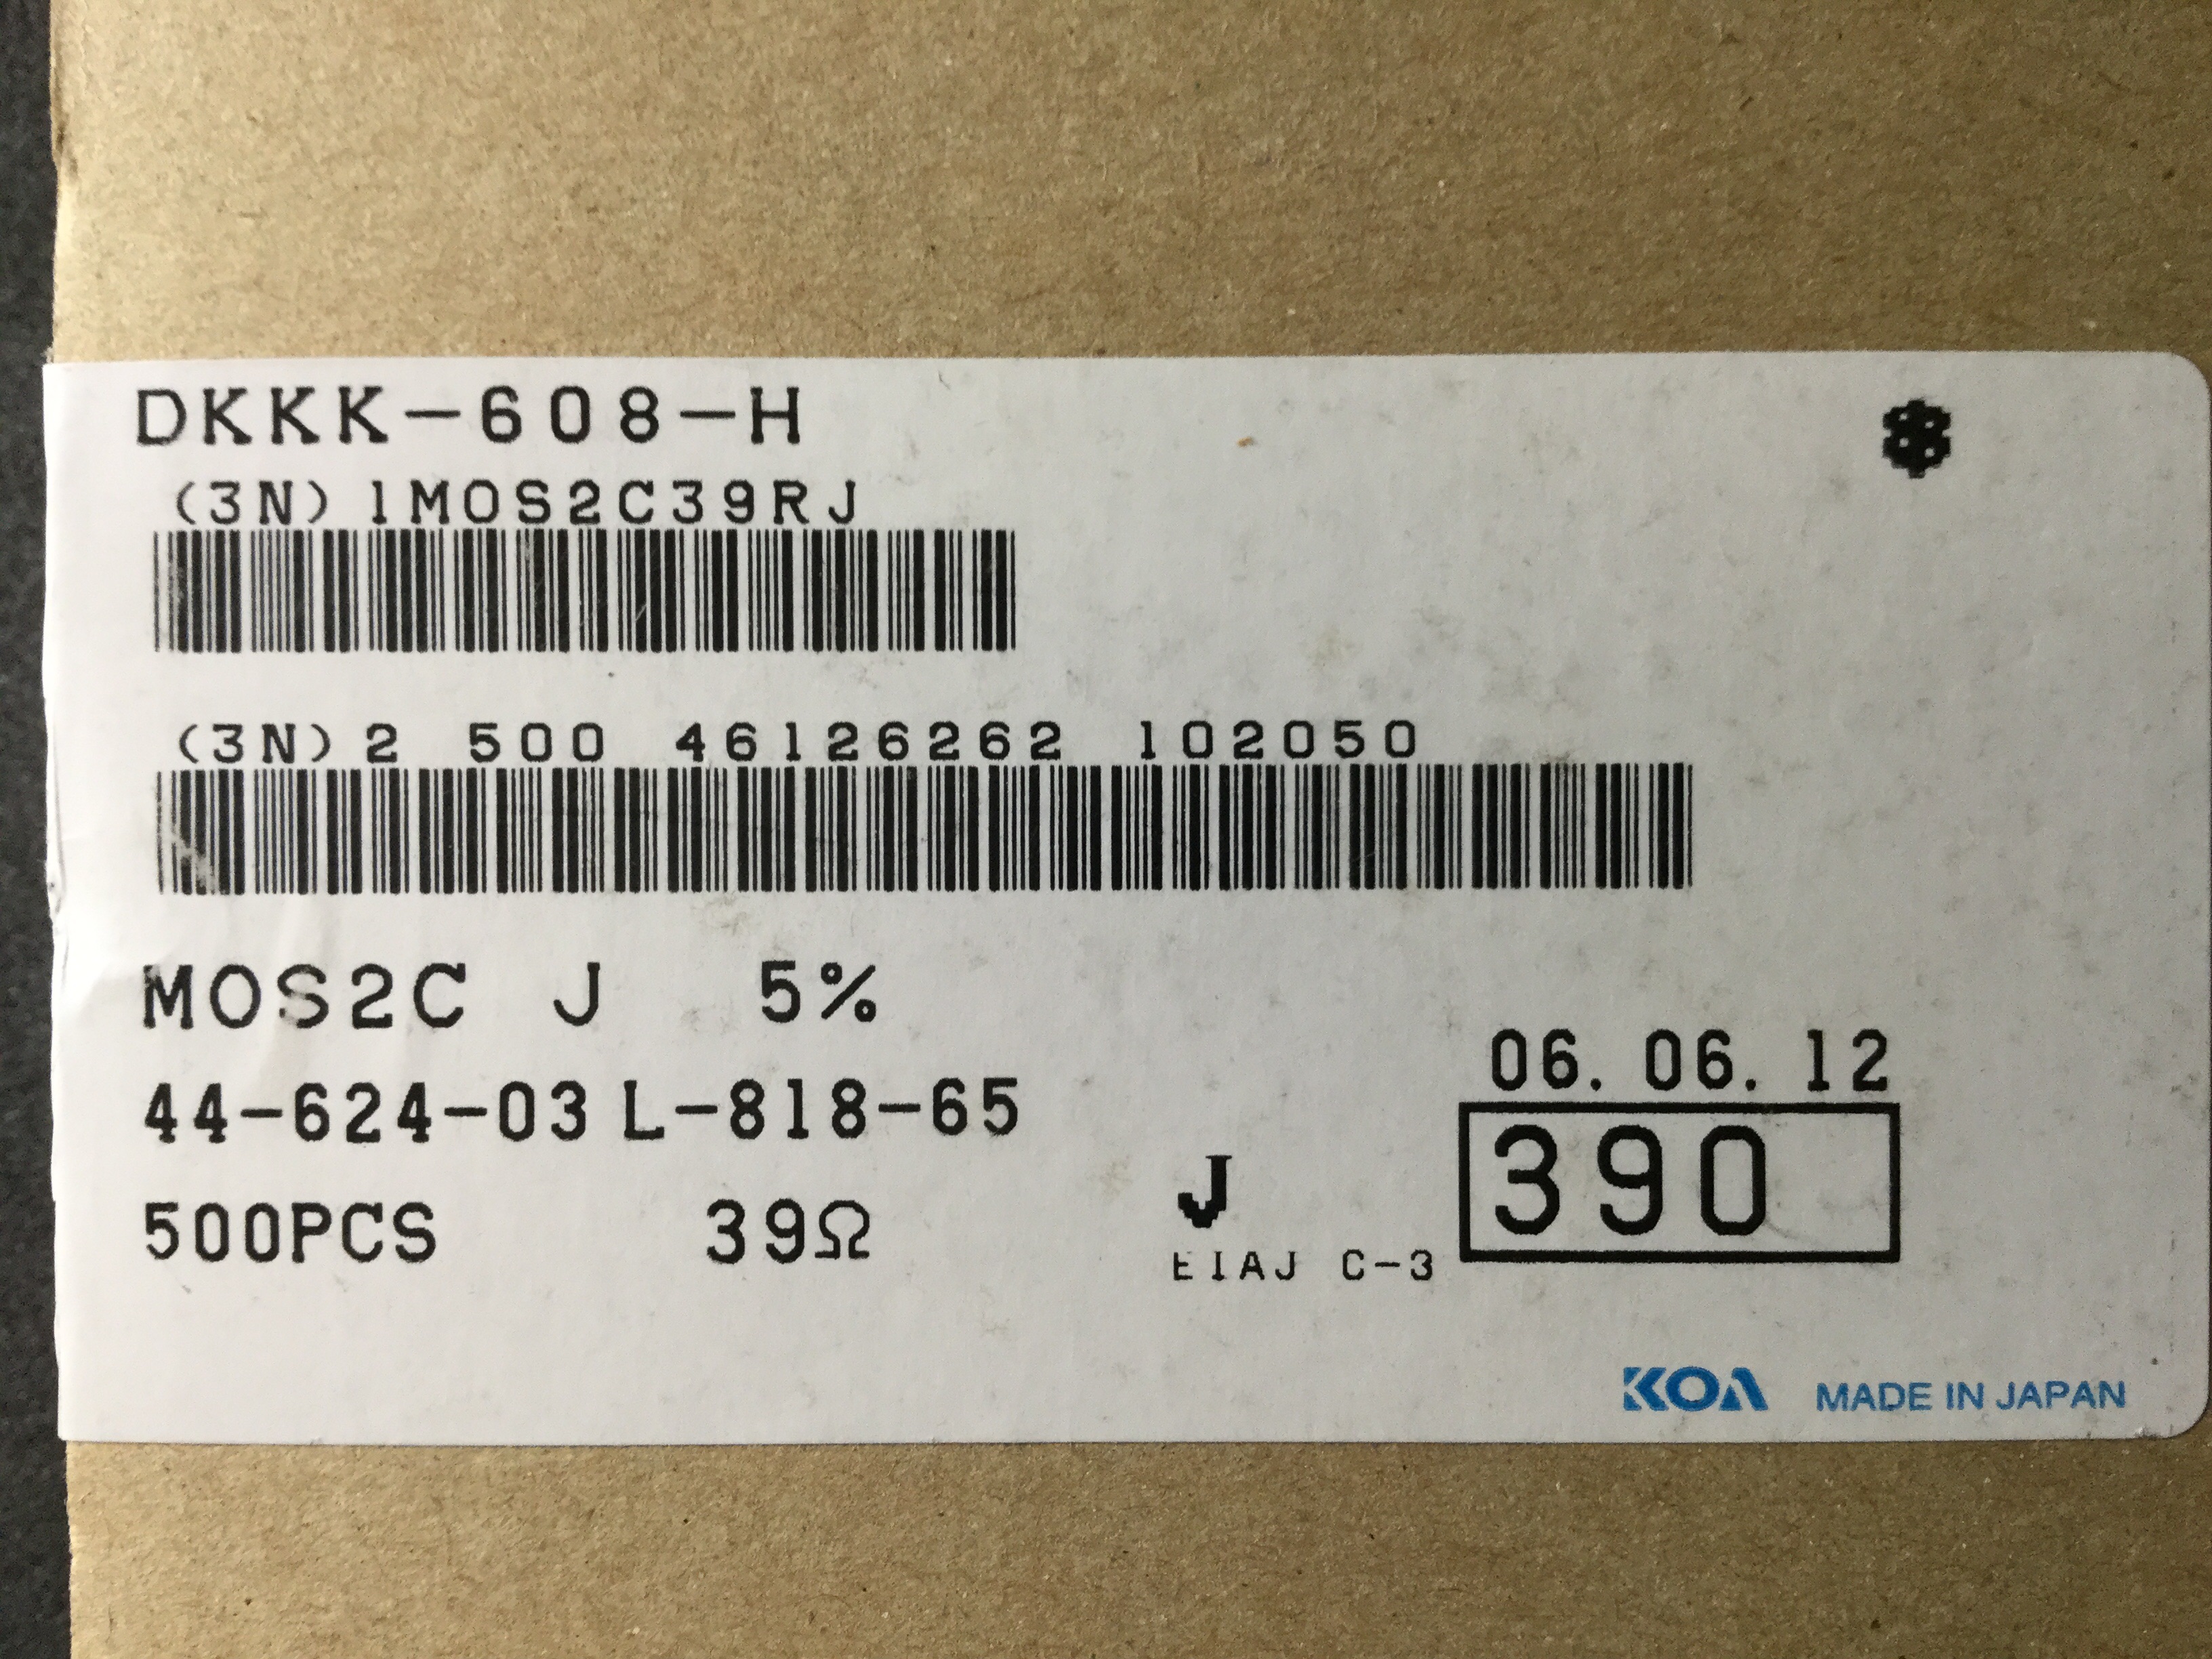 DKKK-608-H *
(3N)1MOS2C39RJ
(3N)2 500 46126262 102050
MOS2C J 5%
06.06.12
44-624-03 L-818-65
390
J
500PCS 39Ω
EIAJ C-3
KOA MADE IN JAPAN